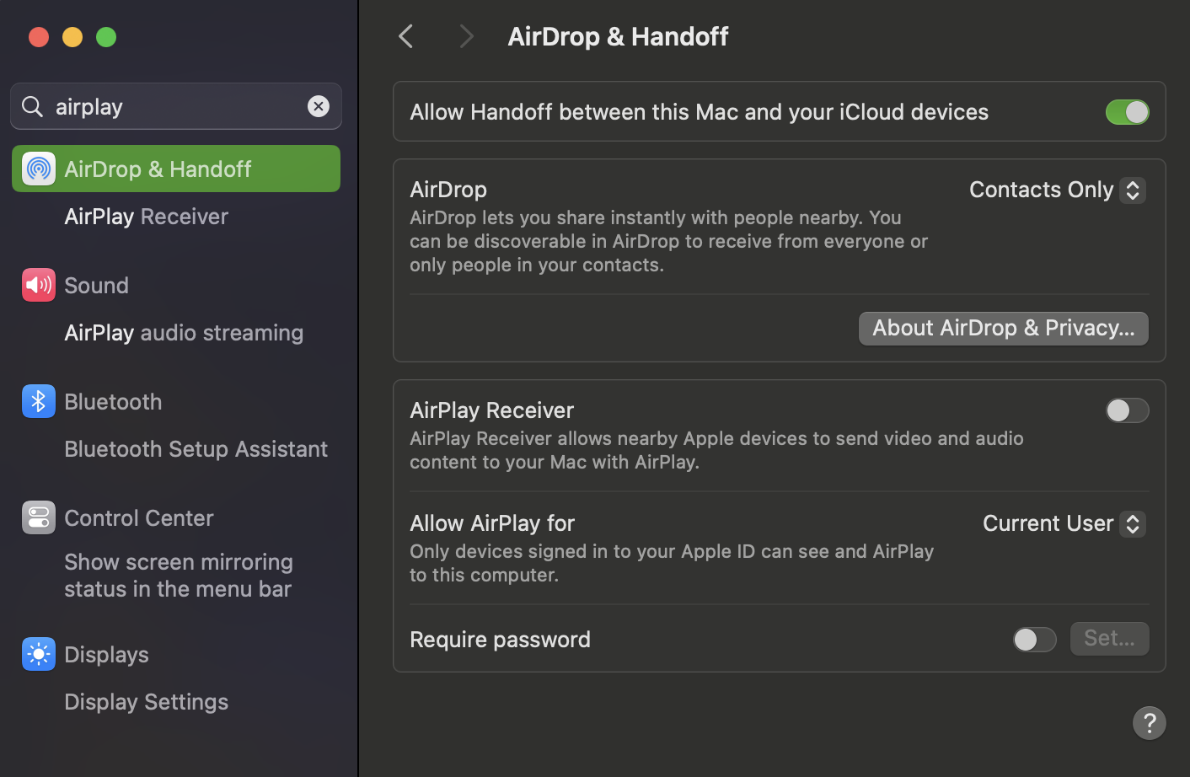 airplay
AirDrop & Handoff
AirPlay Receiver
Sound
AirPlay audio streaming
Bluetooth
Bluetooth Setup Assistant
Control Center
Show screen mirroring
status in the menu bar
Displays
Display Settings
AirDrop & Handoff
Allow Handoff between this Mac and your iCloud devices
AirDrop
Contacts Only
AirDrop lets you share instantly with people nearby. You
can be discoverable in AirDrop to receive from everyone or
only people in your contacts.
About AirDrop & Privacy...
AirPlay Receiver
AirPlay Receiver allows nearby Apple devices to send video and audio
content to your Mac with AirPlay.
Allow AirPlay for
Current User
Only devices signed in to your Apple ID can see and AirPlay
to this computer.
Require password
Set...
?